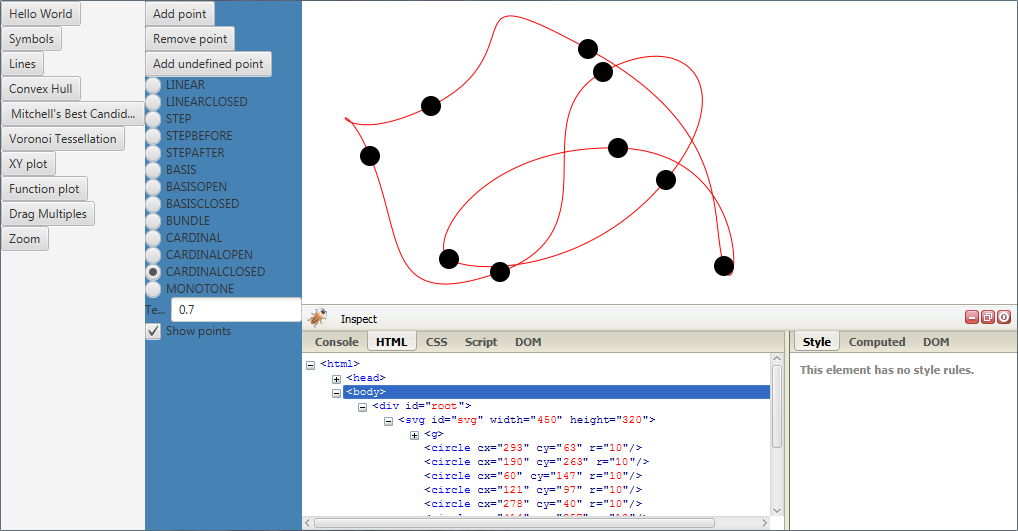 Hello World
Symbols
Lines
Convex Hull
Mitchell's Best Candid...
Voronoi Tessellation
XY plot
Function plot
Drag Multiples
Zoom
Add point
Remove point
Add undefined point
LINEAR
LINEARCLOSED
STEP
STEPBEFORE
STEPAFTER
BASIS
BASISOPEN
BASISCLOSED
BUNDLE
CARDINAL
CARDINALOPEN
CARDINALCLOSED
MONOTONE
Te... 0.7
Show points
Inspect
Console HTML CSS Script DOM
<html>
<head>
<body>
<div id="root">
<svg id="svg" width="450" height="320">
<g>
<circle cx="293" cy="63" r="10"/>
<circle cx="190" cy="263" r="10"/>
<circle cx="60" cy="147" r="10"/>
<circle cx="121" cy="97" r="10"/>
<circle cx="278" cy="40" r="10"/>
Style Computed DOM
This element has no style rules.